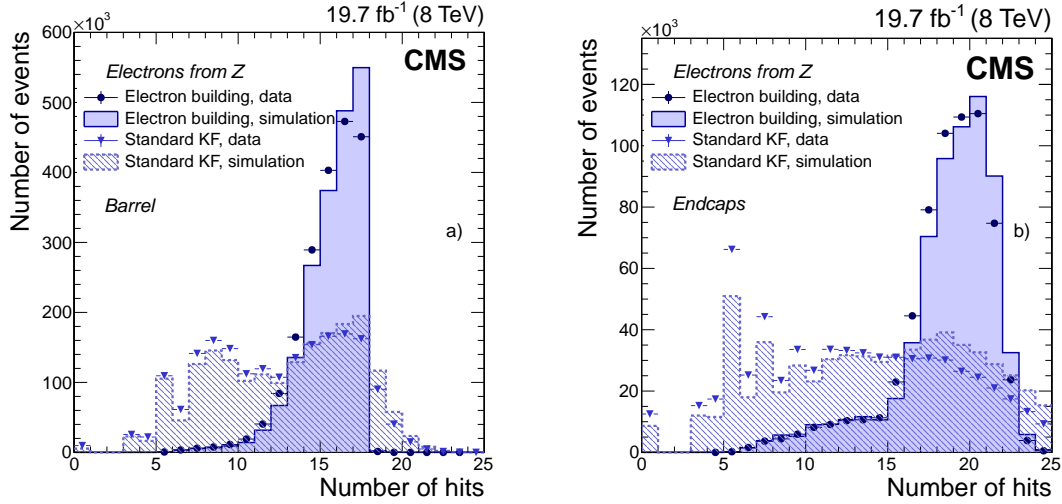 19.7 fb⁻¹ (8 TeV)
×10³
CMS
Electrons from Z
Electron building, data
Electron building, simulation
Standard KF, data
Standard KF, simulation
Barrel
a)
Number of events
600
500
400
300
200
100
0
0 5 10 15 20 25
Number of hits
19.7 fb⁻¹ (8 TeV)
×10³
CMS
Electrons from Z
Electron building, data
Electron building, simulation
Standard KF, data
Standard KF, simulation
Endcaps
b)
Number of events
120
100
80
60
40
20
0
0 5 10 15 20 25
Number of hits